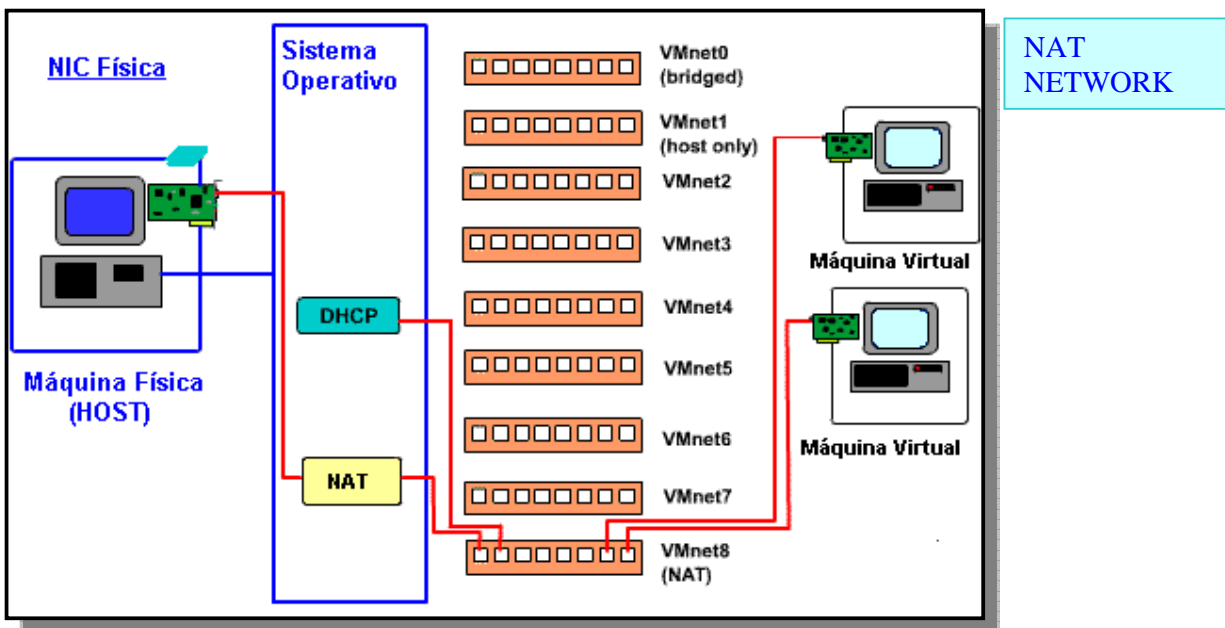 NAT
NETWORK
NIC Física
Sistema
Operativo
Máquina Física
(HOST)
DHCP
NAT
VMnet0
(bridged)
VMnet1
(host only)
VMnet2
VMnet3
VMnet4
VMnet5
VMnet6
VMnet7
VMnet8
(NAT)
Máquina Virtual
Máquina Virtual